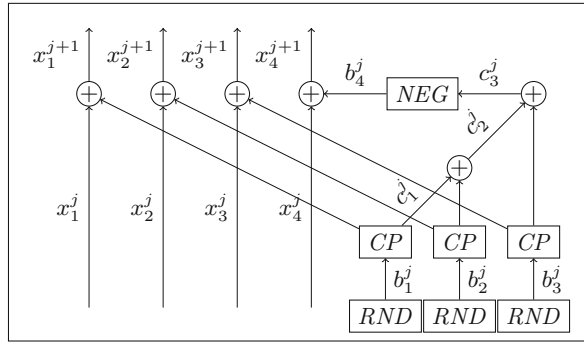 x_1^{j+1} x_2^{j+1} x_3^{j+1} x_4^{j+1} b_4^j c_3^j
+ + + + NEG +
c_2^j
+
x_1^j x_2^j x_3^j x_4^j c_1^j
CP CP CP
b_1^j b_2^j b_3^j
RND RND RND